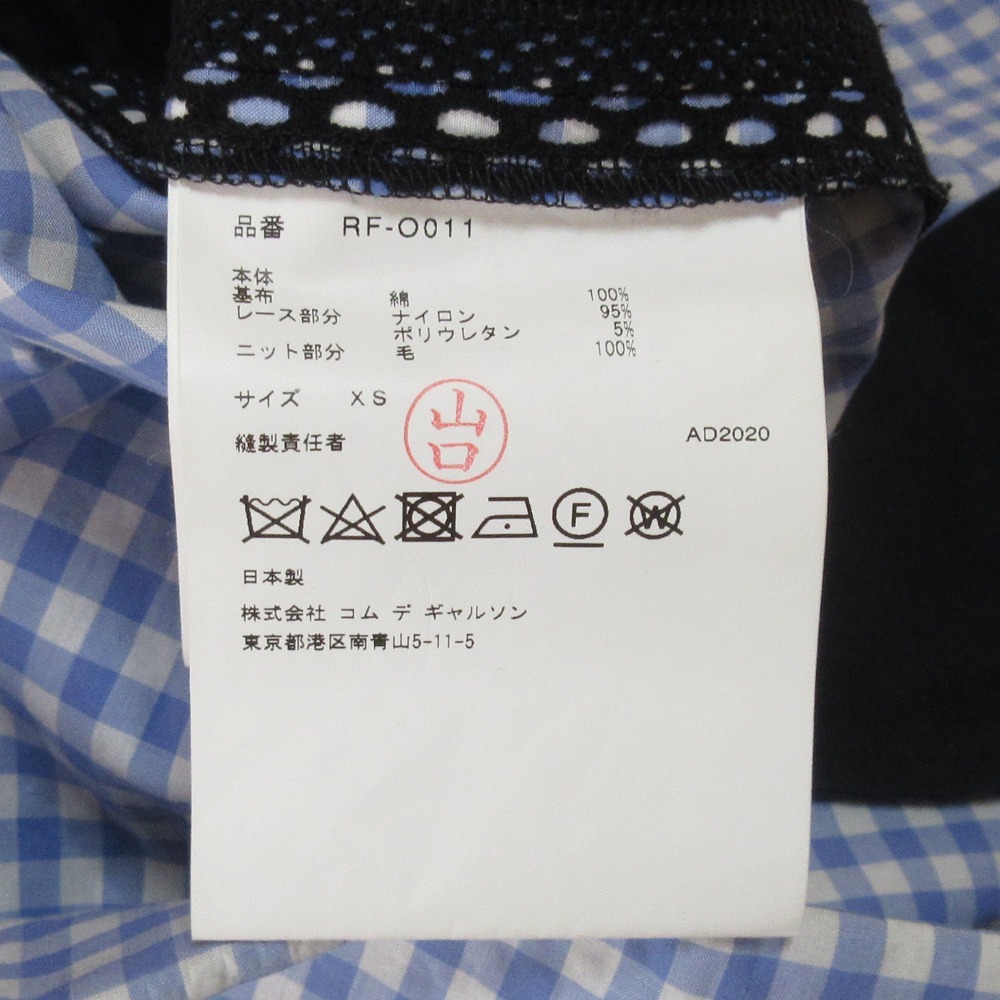 品番 RF-O011
本体
基布 綿 100%
レース部分 ナイロン 95%
ポリウレタン 5%
ニット部分 毛 100%
サイズ XS
山口
縫製責任者 AD2020
F
W
日本製
株式会社 コム デ ギャルソン
東京都港区南青山5-11-5